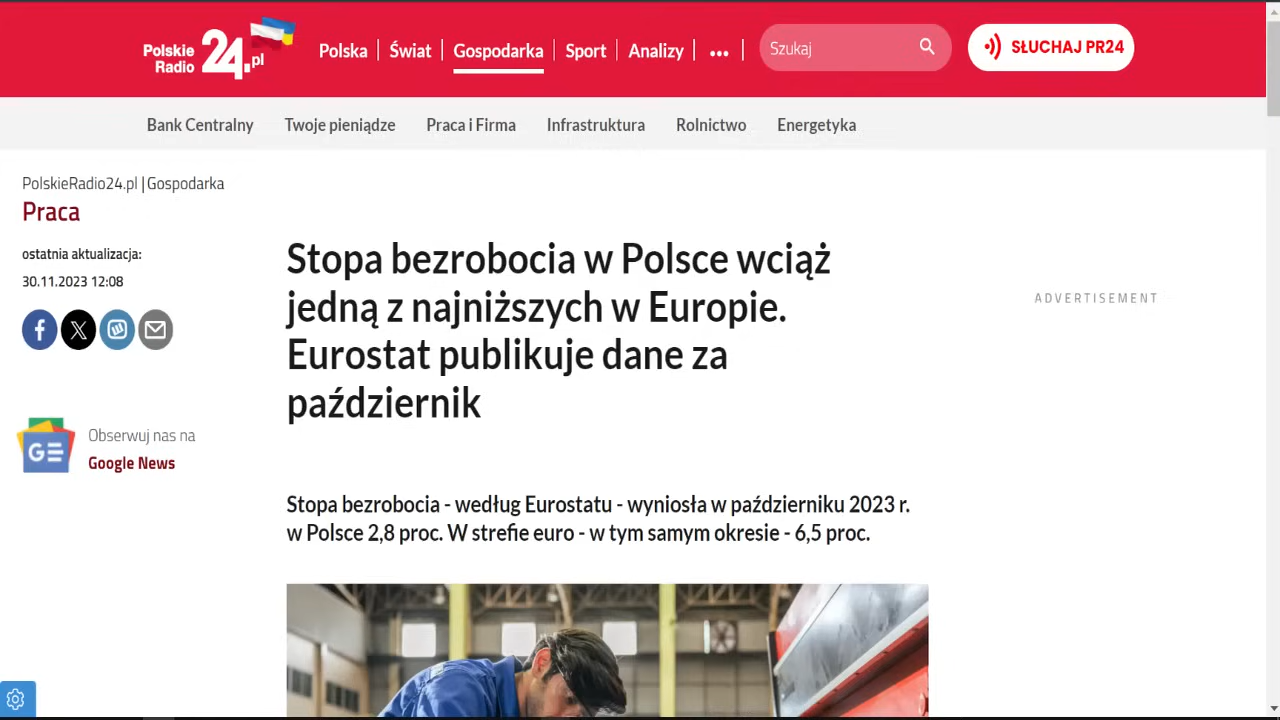 Polskie
Radio 24.pl
Polska
Świat
Gospodarka
Sport
Analizy
...
Szukaj
SŁUCHAJ PR24
Bank Centralny
Twoje pieniądze
Praca i Firma
Infrastruktura
Rolnictwo
Energetyka
PolskieRadio24.pl | Gospodarka
Praca
ostatnia aktualizacja:
30.11.2023 12:08
Obserwuj nas na
Google News
Stopa bezrobocia w Polsce wciąż
jedną z najniższych w Europie.
Eurostat publikuje dane za
październik
ADVERTISEMENT
Stopa bezrobocia - według Eurostatu - wyniosła w październiku 2023 r.
w Polsce 2,8 proc. W strefie euro - w tym samym okresie - 6,5 proc.